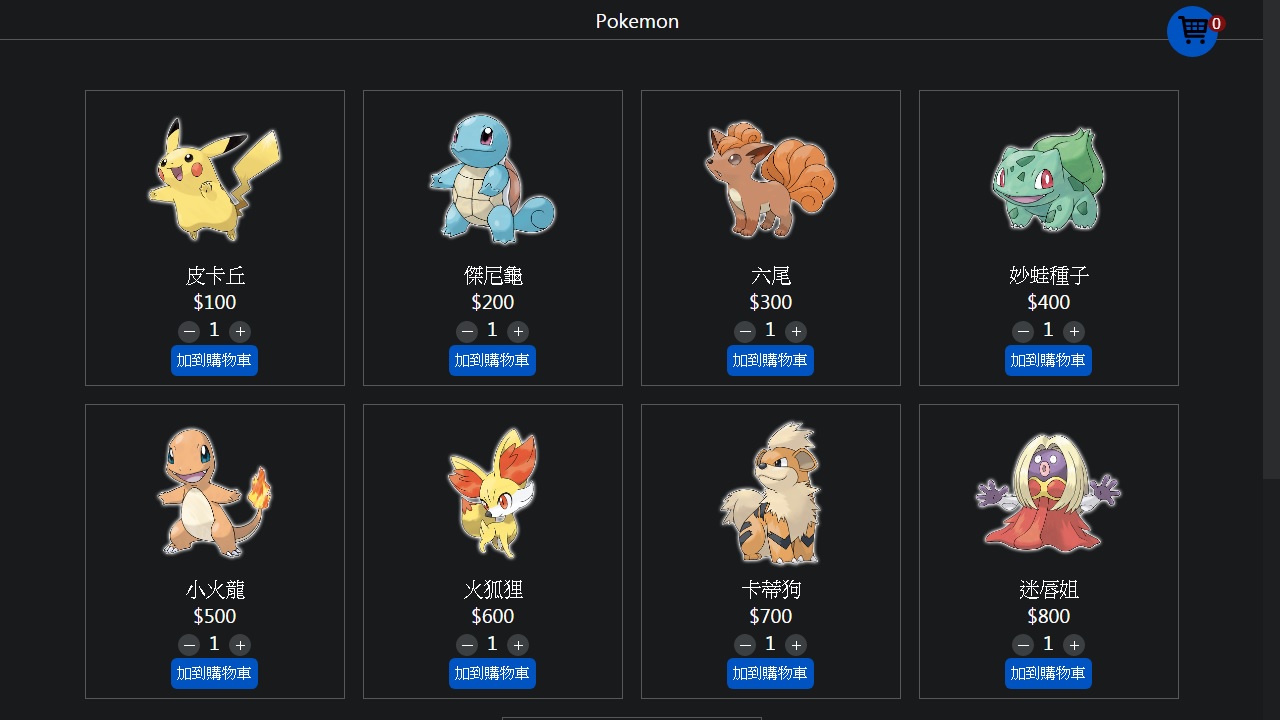 Pokemon
0
皮卡丘
$100
− 1 +
加到購物車
傑尼龜
$200
− 1 +
加到購物車
六尾
$300
− 1 +
加到購物車
妙蛙種子
$400
− 1 +
加到購物車
小火龍
$500
− 1 +
加到購物車
火狐狸
$600
− 1 +
加到購物車
卡蒂狗
$700
− 1 +
加到購物車
迷唇姐
$800
− 1 +
加到購物車